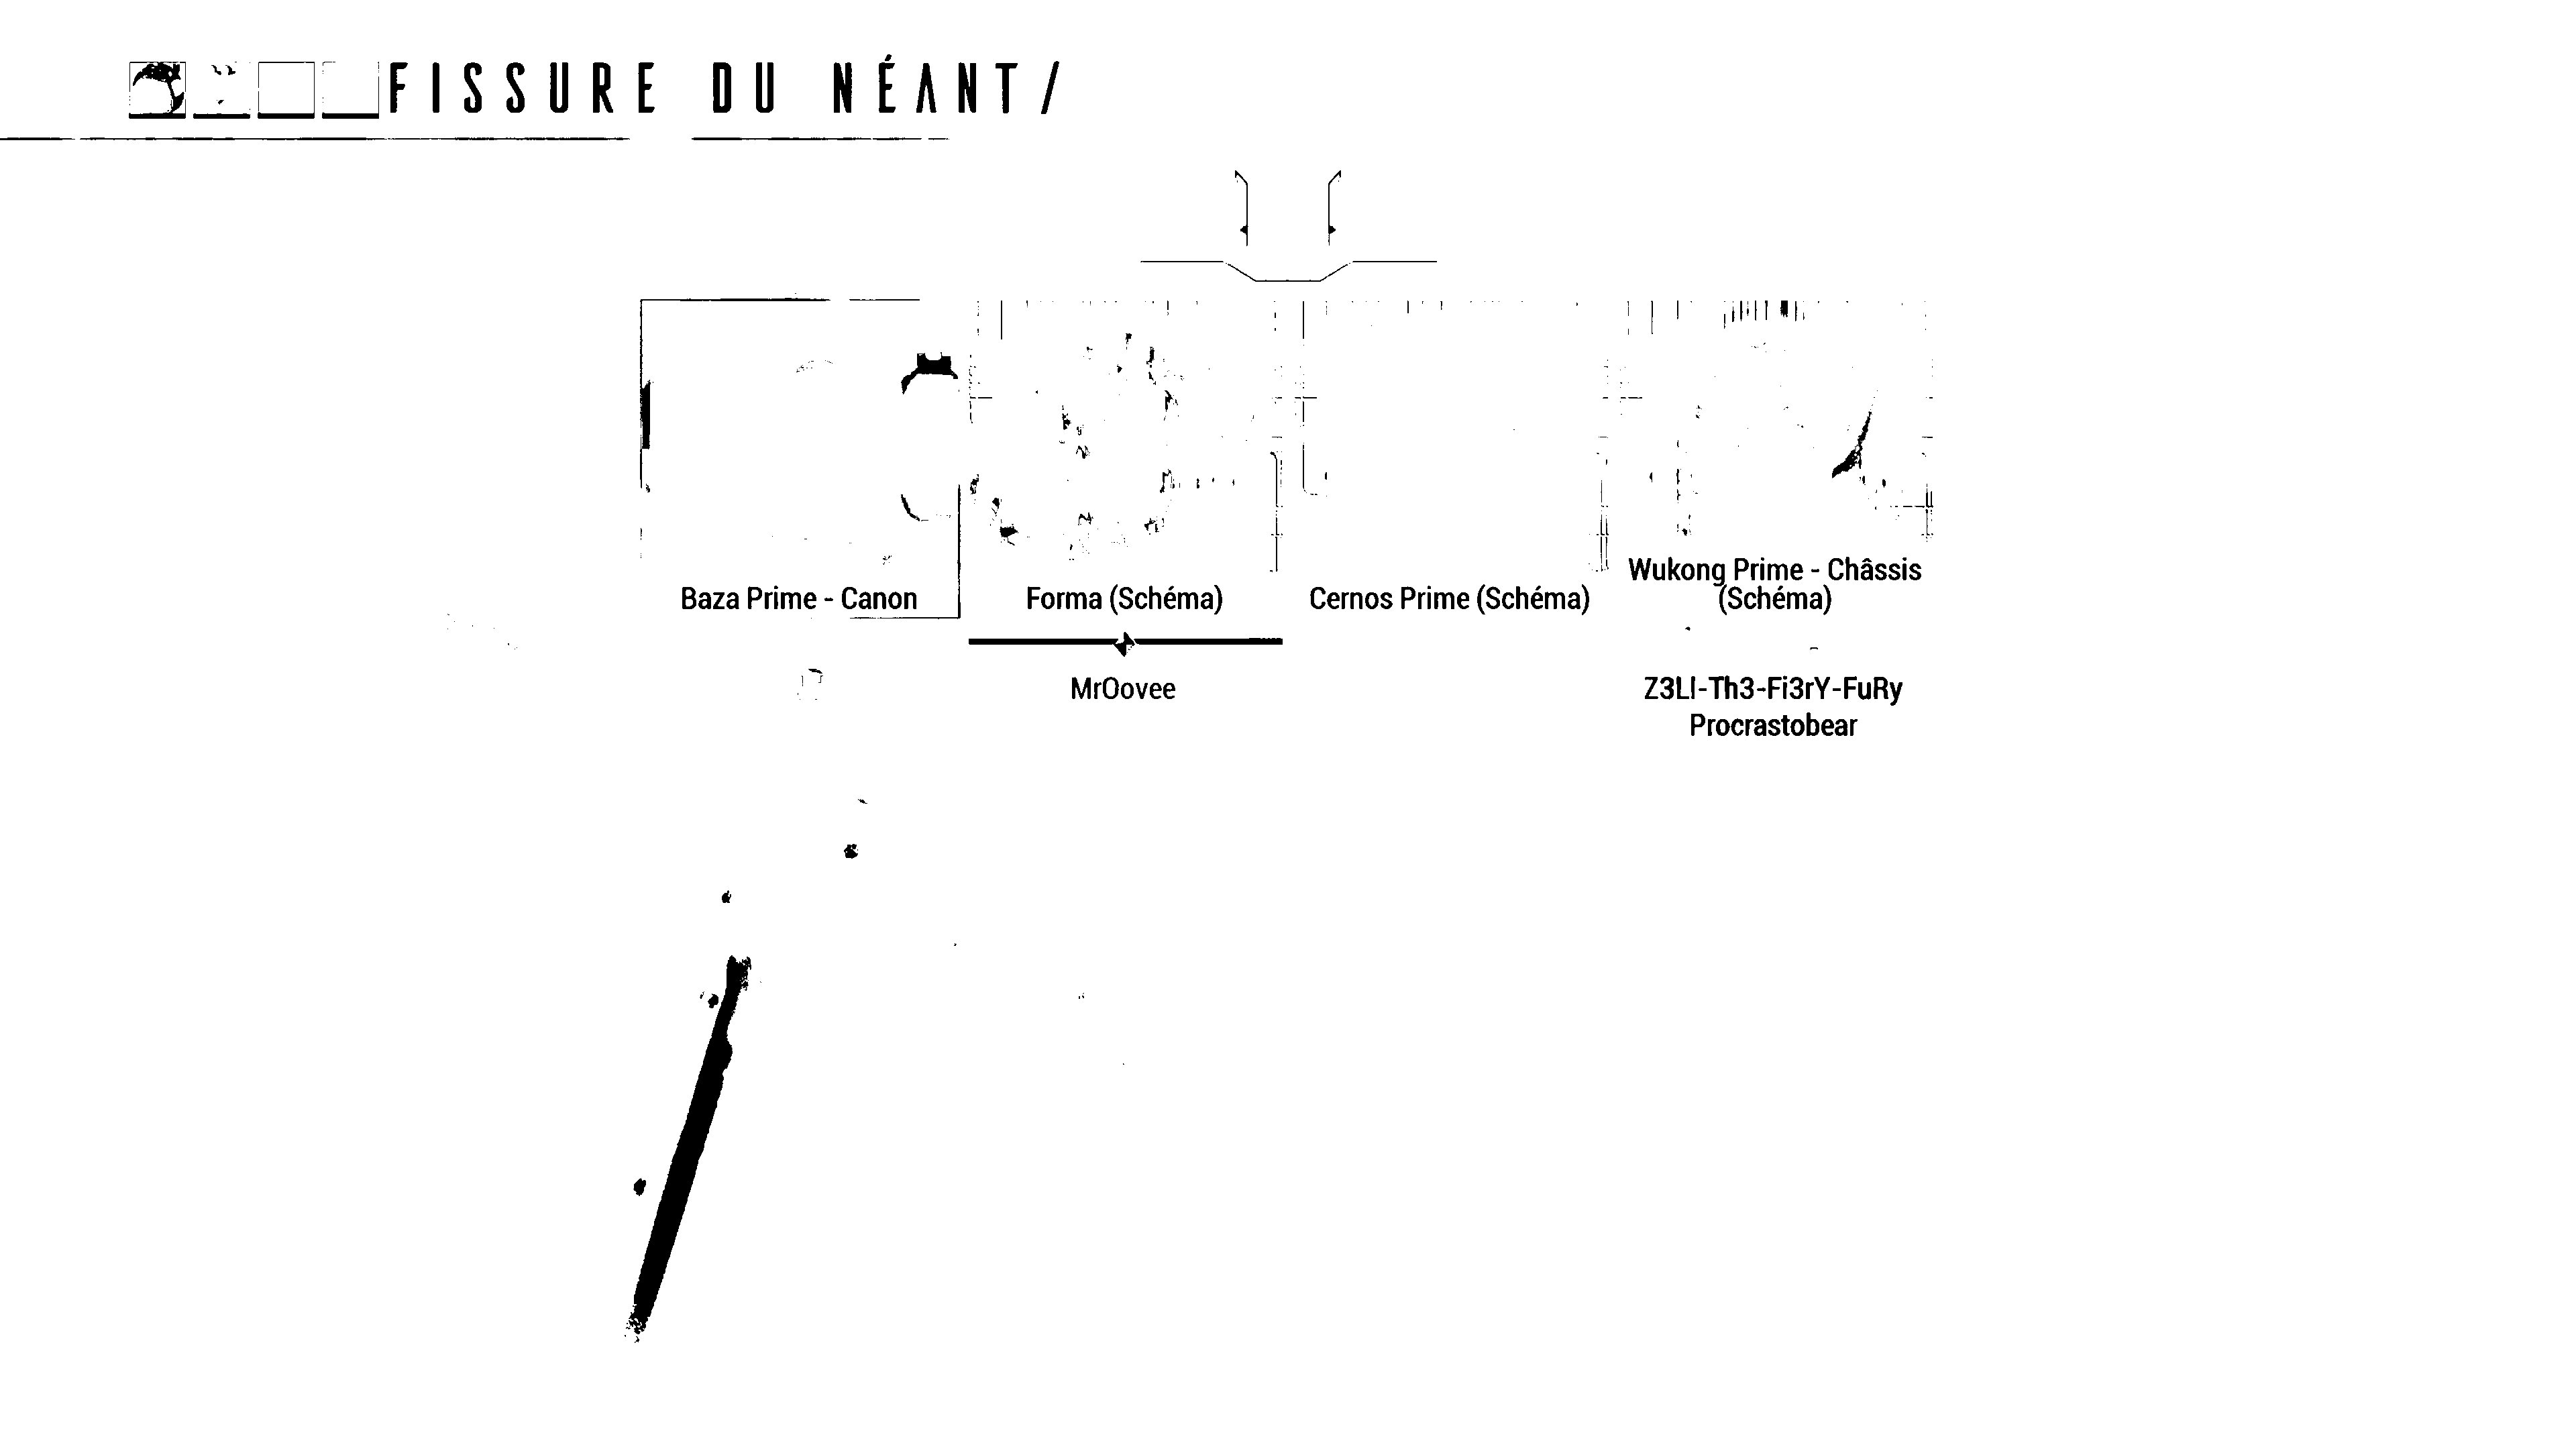 FISSURE DU NÉANT/
Baza Prime - Canon
Forma (Schéma)
Cernos Prime (Schéma)
Wukong Prime - Châssis
(Schéma)
MrOovee
Z3LI-Th3-Fi3rY-FuRy
Procrastobear